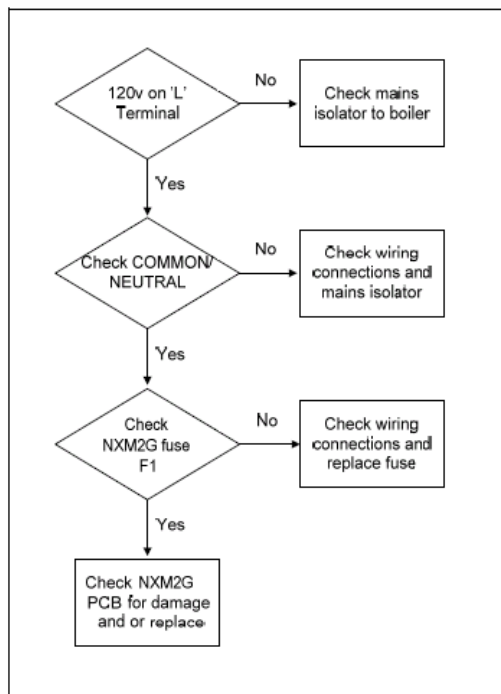 120v on 'L'
Terminal
No
Check mains
isolator to boiler
Yes
Check COMMON/
NEUTRAL
No
Check wiring
connections and
mains isolator
Yes
Check
NXM2G fuse
F1
No
Check wiring
connections and
replace fuse
Yes
Check NXM2G
PCB for damage
and or replace